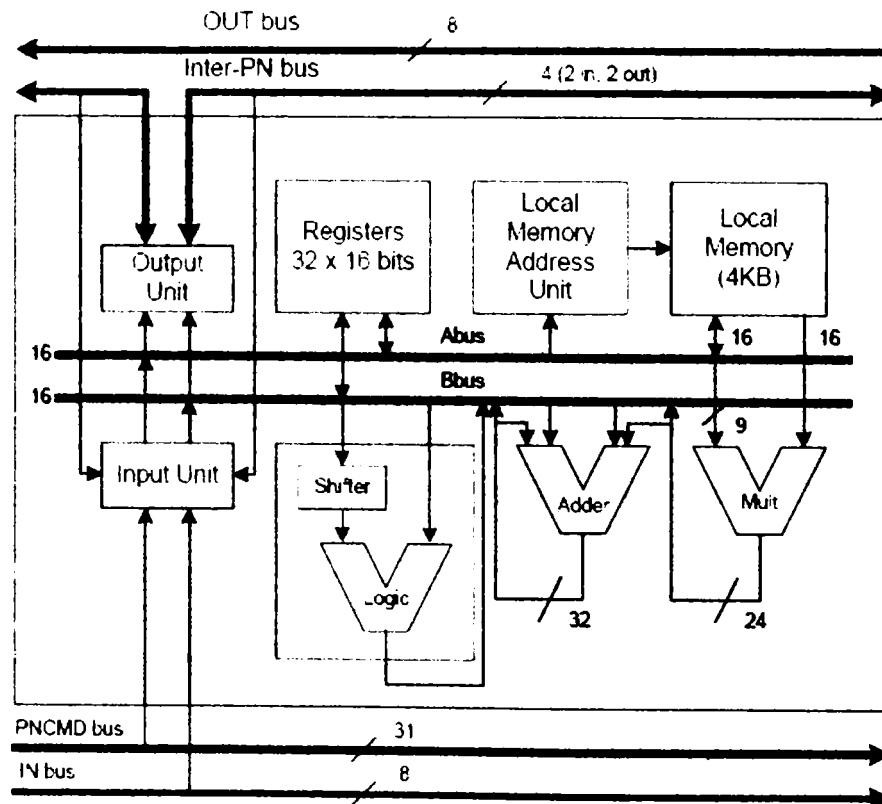 OUT bus
8
Inter-PN bus
4 (2 in, 2 out)
Registers
32 x 16 bits
Local
Memory
Address
Unit
Local
Memory
(4KB)
Output
Unit
16
Abus
16
16
16
Bbus
9
Input Unit
Shifter
Adder
Mult
Logic
32
24
PNCMD bus
31
IN bus
8